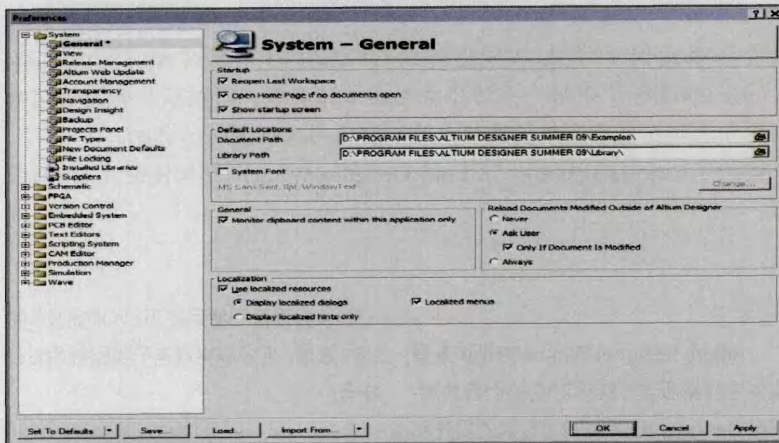 Preferences
System
General *
View
Release Management
Altium Web Update
Account Management
Transparency
Navigation
Design Insight
Backup
Projects Panel
File Types
New Document Defaults
File Locking
Installed Libraries
Suppliers
Schematic
FPGA
Version Control
Embedded System
PCB Editor
Text Editors
Scripting System
CAM Editor
Production Manager
Simulation
Wave
System – General
Startup
Reopen Last Workspace
Open Home Page if no documents open
Show startup screen
Default Locations
Document Path D:\PROGRAM FILES\ALTIUM DESIGNER SUMMER 09\Examples\
Library Path D:\PROGRAM FILES\ALTIUM DESIGNER SUMMER 09\Library\
System Font
MS Sans Serif, 8pt, WindowText Change...
General
Monitor clipboard content within this application only
Reload Documents Modified Outside of Altium Designer
Never
Ask User
Only If Document Is Modified
Always
Localization
Use localized resources
Display localized dialogs Localized menus
Display localized hints only
Set To Defaults Save... Load... Import From... OK Cancel Apply